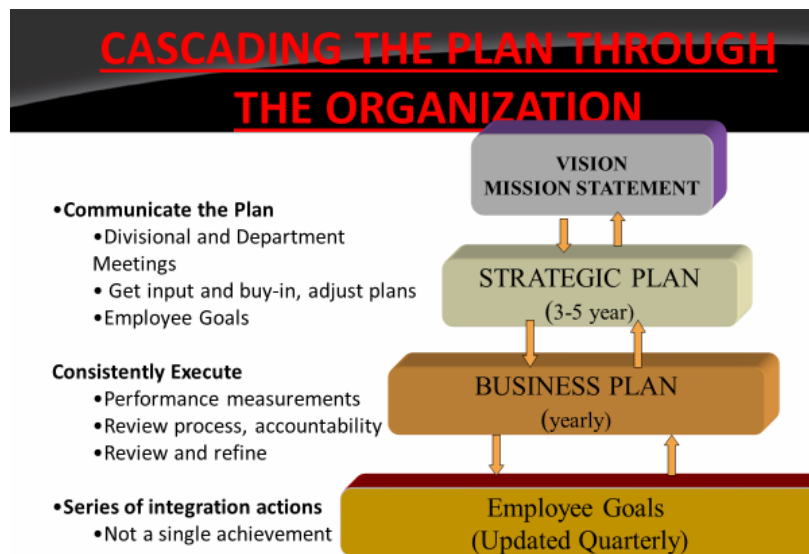 CASCADING THE PLAN THROUGH
THE ORGANIZATION
•Communicate the Plan
•Divisional and Department
Meetings
• Get input and buy-in, adjust plans
•Employee Goals
Consistently Execute
•Performance measurements
•Review process, accountability
•Review and refine
•Series of integration actions
•Not a single achievement
VISION
MISSION STATEMENT
STRATEGIC PLAN
(3-5 year)
BUSINESS PLAN
(yearly)
Employee Goals
(Updated Quarterly)